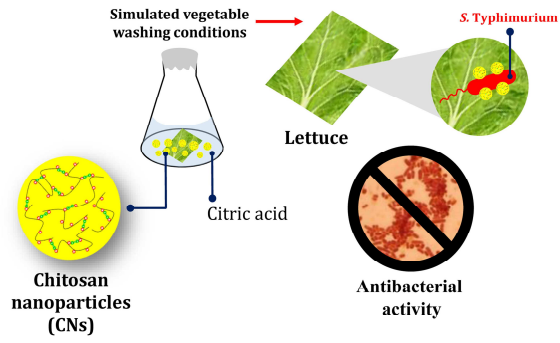 Simulated vegetable
washing conditions
S. Typhimurium
Lettuce
Citric acid
Chitosan
nanoparticles
(CNs)
Antibacterial
activity